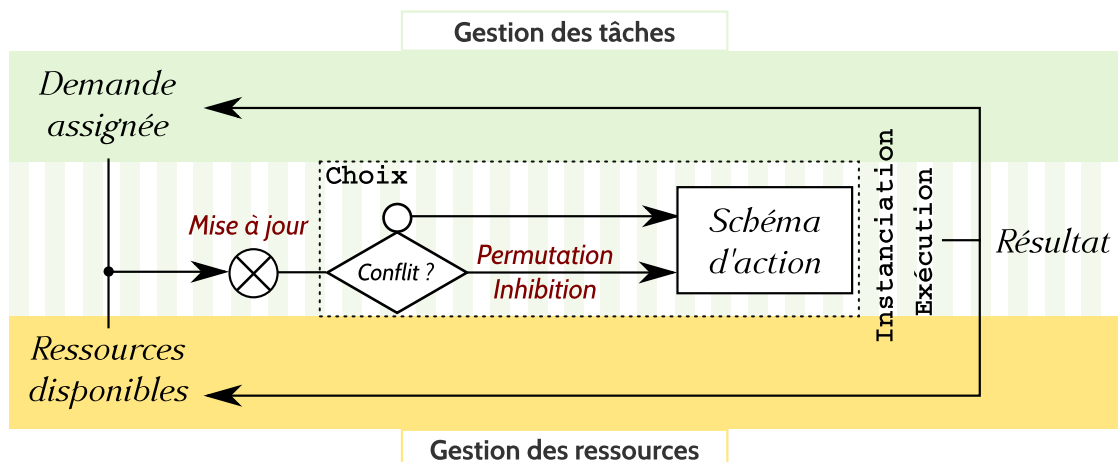 Gestion des tâches
Demande
assignée
Choix
Mise à jour
Conflit ?
Permutation
Inhibition
Schéma
d'action
Instanciation
Exécution
Résultat
Ressources
disponibles
Gestion des ressources